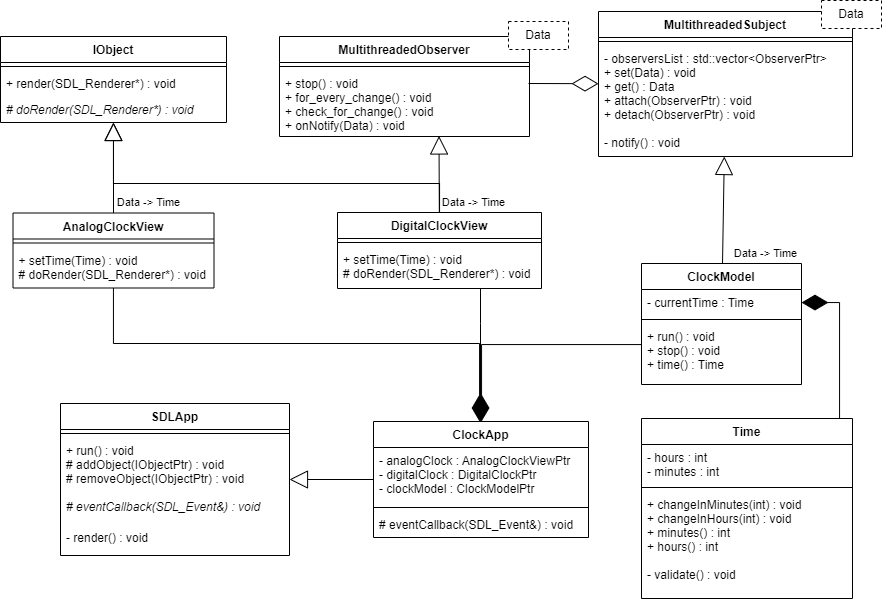 Data
MultithreadedSubject
- observersList : std::vector<ObserverPtr>
+ set(Data) : void
+ get() : Data
+ attach(ObserverPtr) : void
+ detach(ObserverPtr) : void
- notify() : void
Data
MultithreadedObserver
+ stop() : void
+ for_every_change() : void
+ check_for_change() : void
+ onNotify(Data) : void
IObject
+ render(SDL_Renderer*) : void
# doRender(SDL_Renderer*) : void
Data -> Time
AnalogClockView
+ setTime(Time) : void
# doRender(SDL_Renderer*) : void
Data -> Time
DigitalClockView
+ setTime(Time) : void
# doRender(SDL_Renderer*) : void
Data -> Time
ClockModel
- currentTime : Time
+ run() : void
+ stop() : void
+ time() : Time
SDLApp
+ run() : void
# addObject(IObjectPtr) : void
# removeObject(IObjectPtr) : void
# eventCallback(SDL_Event&) : void
- render() : void
ClockApp
- analogClock : AnalogClockViewPtr
- digitalClock : DigitalClockPtr
- clockModel : ClockModelPtr
# eventCallback(SDL_Event&) : void
Time
- hours : int
- minutes : int
+ changeInMinutes(int) : void
+ changeInHours(int) : void
+ minutes() : int
+ hours() : int
- validate() : void